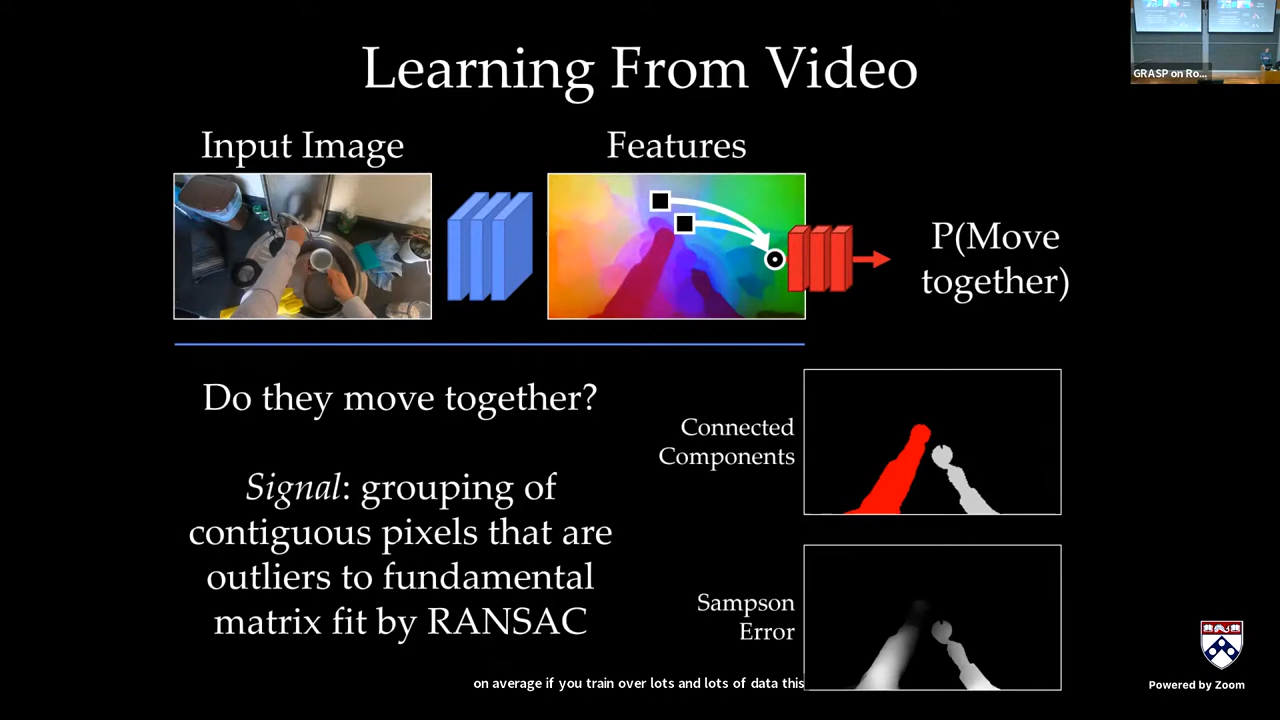 Learning From Video
GRASP on Ro...
Input Image
Features
P(Move
together)
Do they move together?
Signal: grouping of
contiguous pixels that are
outliers to fundamental
matrix fit by RANSAC
Connected
Components
Sampson
Error
on average if you train over lots and lots of data this
Powered by Zoom